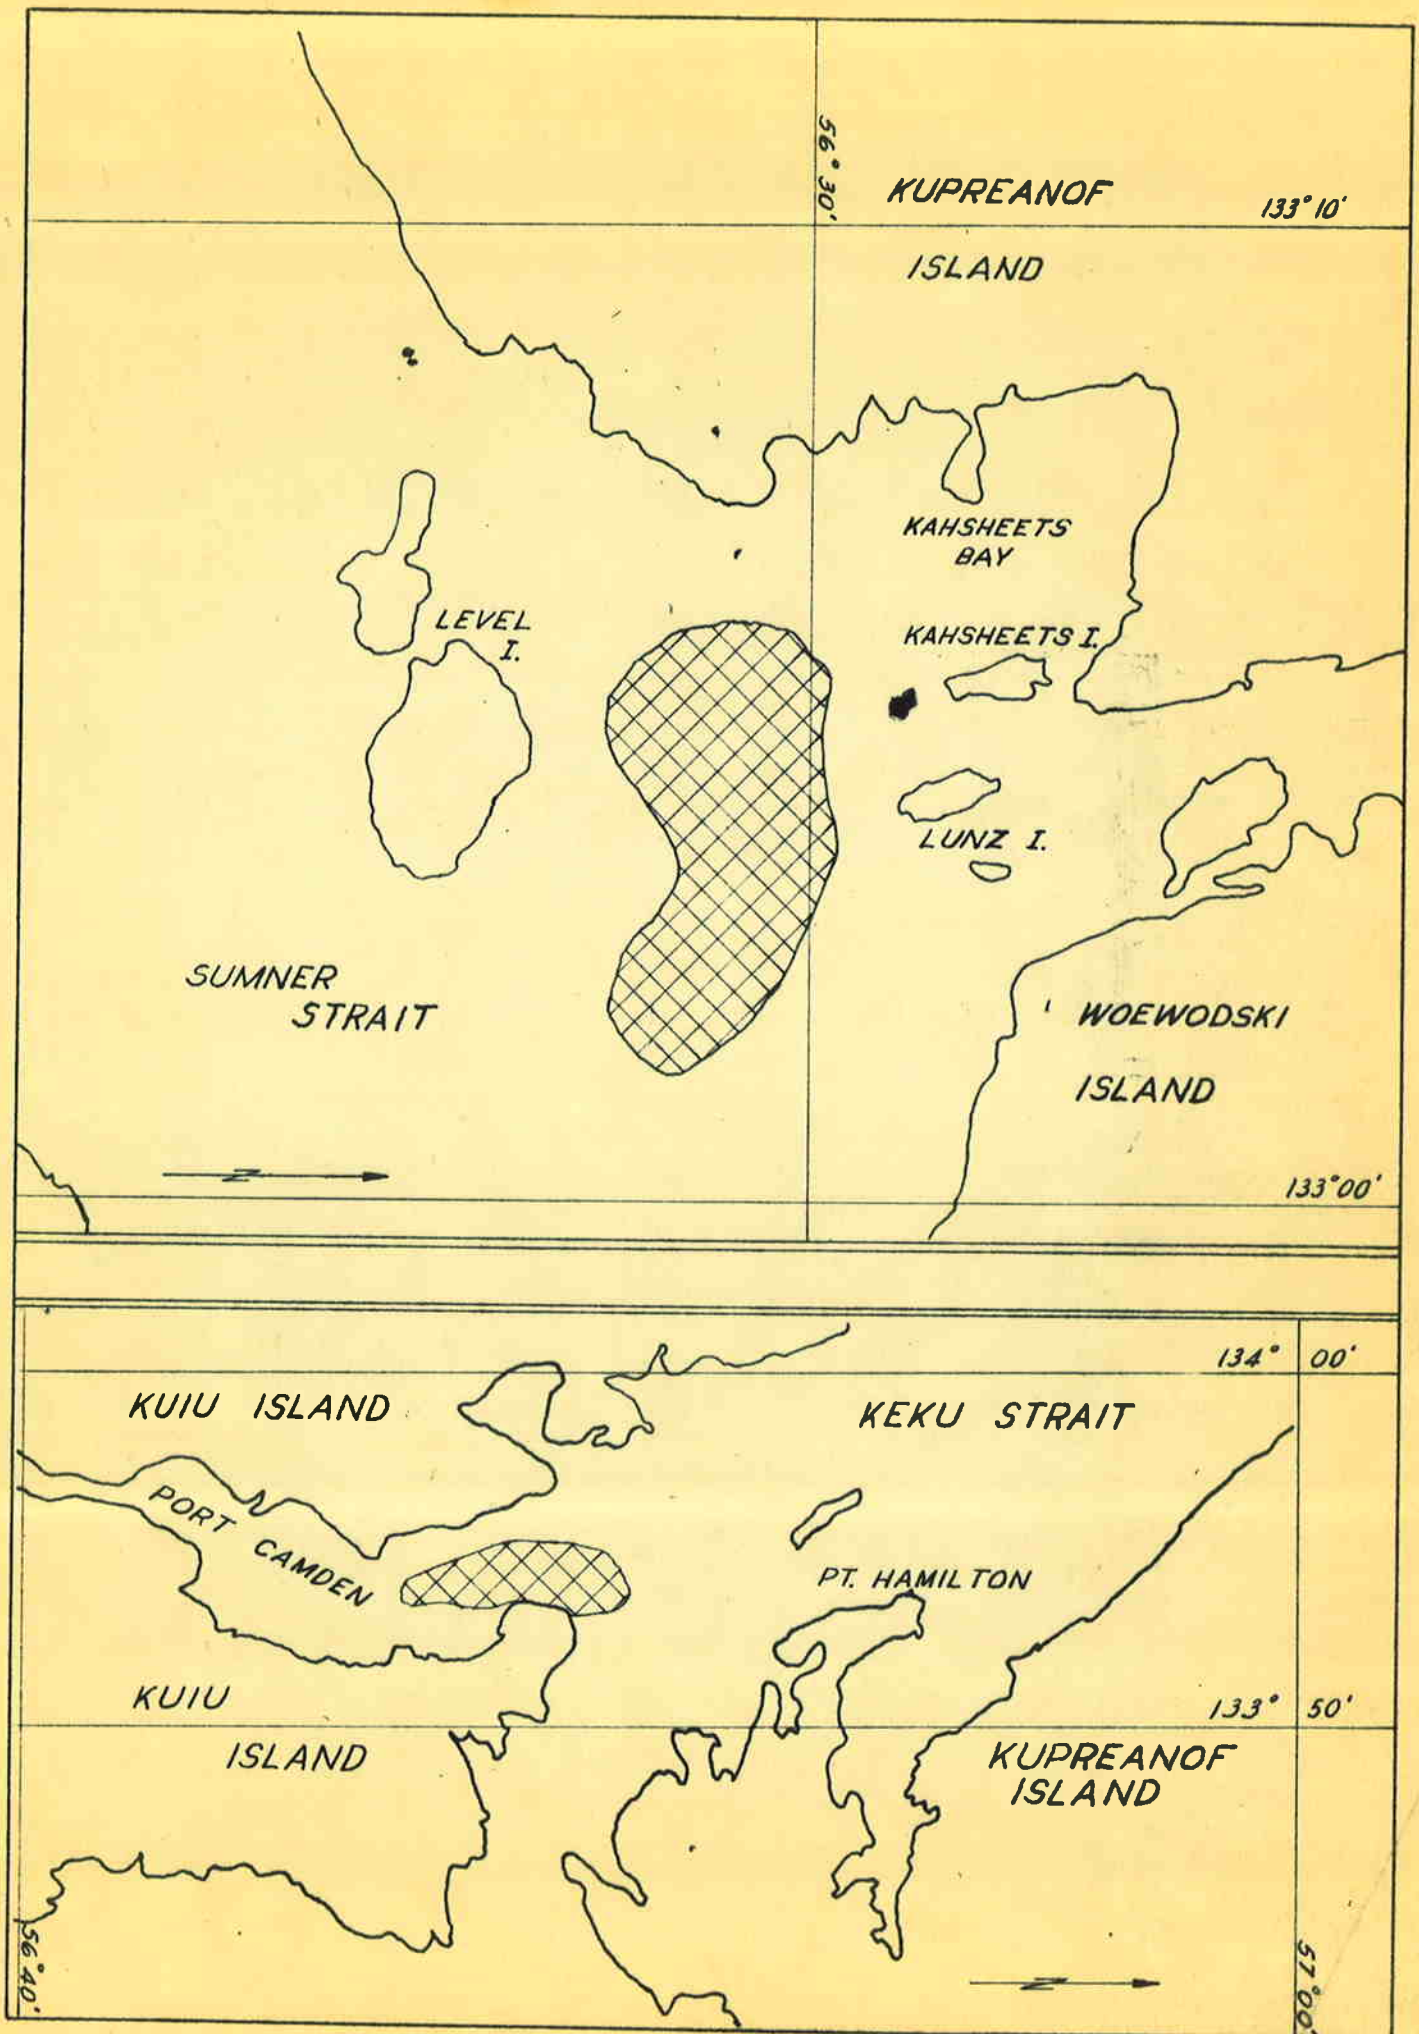 56° 30'
KUPREANOF
ISLAND
133° 10'
KAHSHEETS
BAY
LEVEL
I.
KAHSHEETS I.
LUNZ I.
SUMNER
STRAIT
WOEWODSKI
ISLAND
Z
133° 00'
134° 00'
KUIU ISLAND
KEKU STRAIT
PORT CAMDEN
PT. HAMILTON
KUIU
ISLAND
133° 50'
KUPREANOF
ISLAND
56° 40'
Z
57° 00'